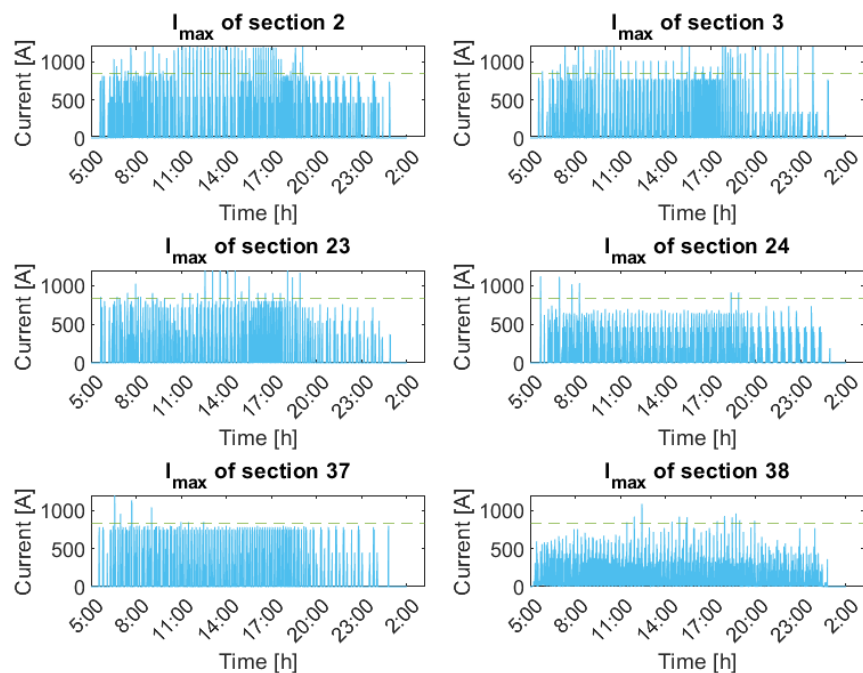 I_max of section 2
Current [A]
1000
500
0
5:00 8:00 11:00 14:00 17:00 20:00 23:00 2:00
Time [h]
I_max of section 3
Current [A]
1000
500
0
5:00 8:00 11:00 14:00 17:00 20:00 23:00 2:00
Time [h]
I_max of section 23
Current [A]
1000
500
0
5:00 8:00 11:00 14:00 17:00 20:00 23:00 2:00
Time [h]
I_max of section 24
Current [A]
1000
500
0
5:00 8:00 11:00 14:00 17:00 20:00 23:00 2:00
Time [h]
I_max of section 37
Current [A]
1000
500
0
5:00 8:00 11:00 14:00 17:00 20:00 23:00 2:00
Time [h]
I_max of section 38
Current [A]
1000
500
0
5:00 8:00 11:00 14:00 17:00 20:00 23:00 2:00
Time [h]